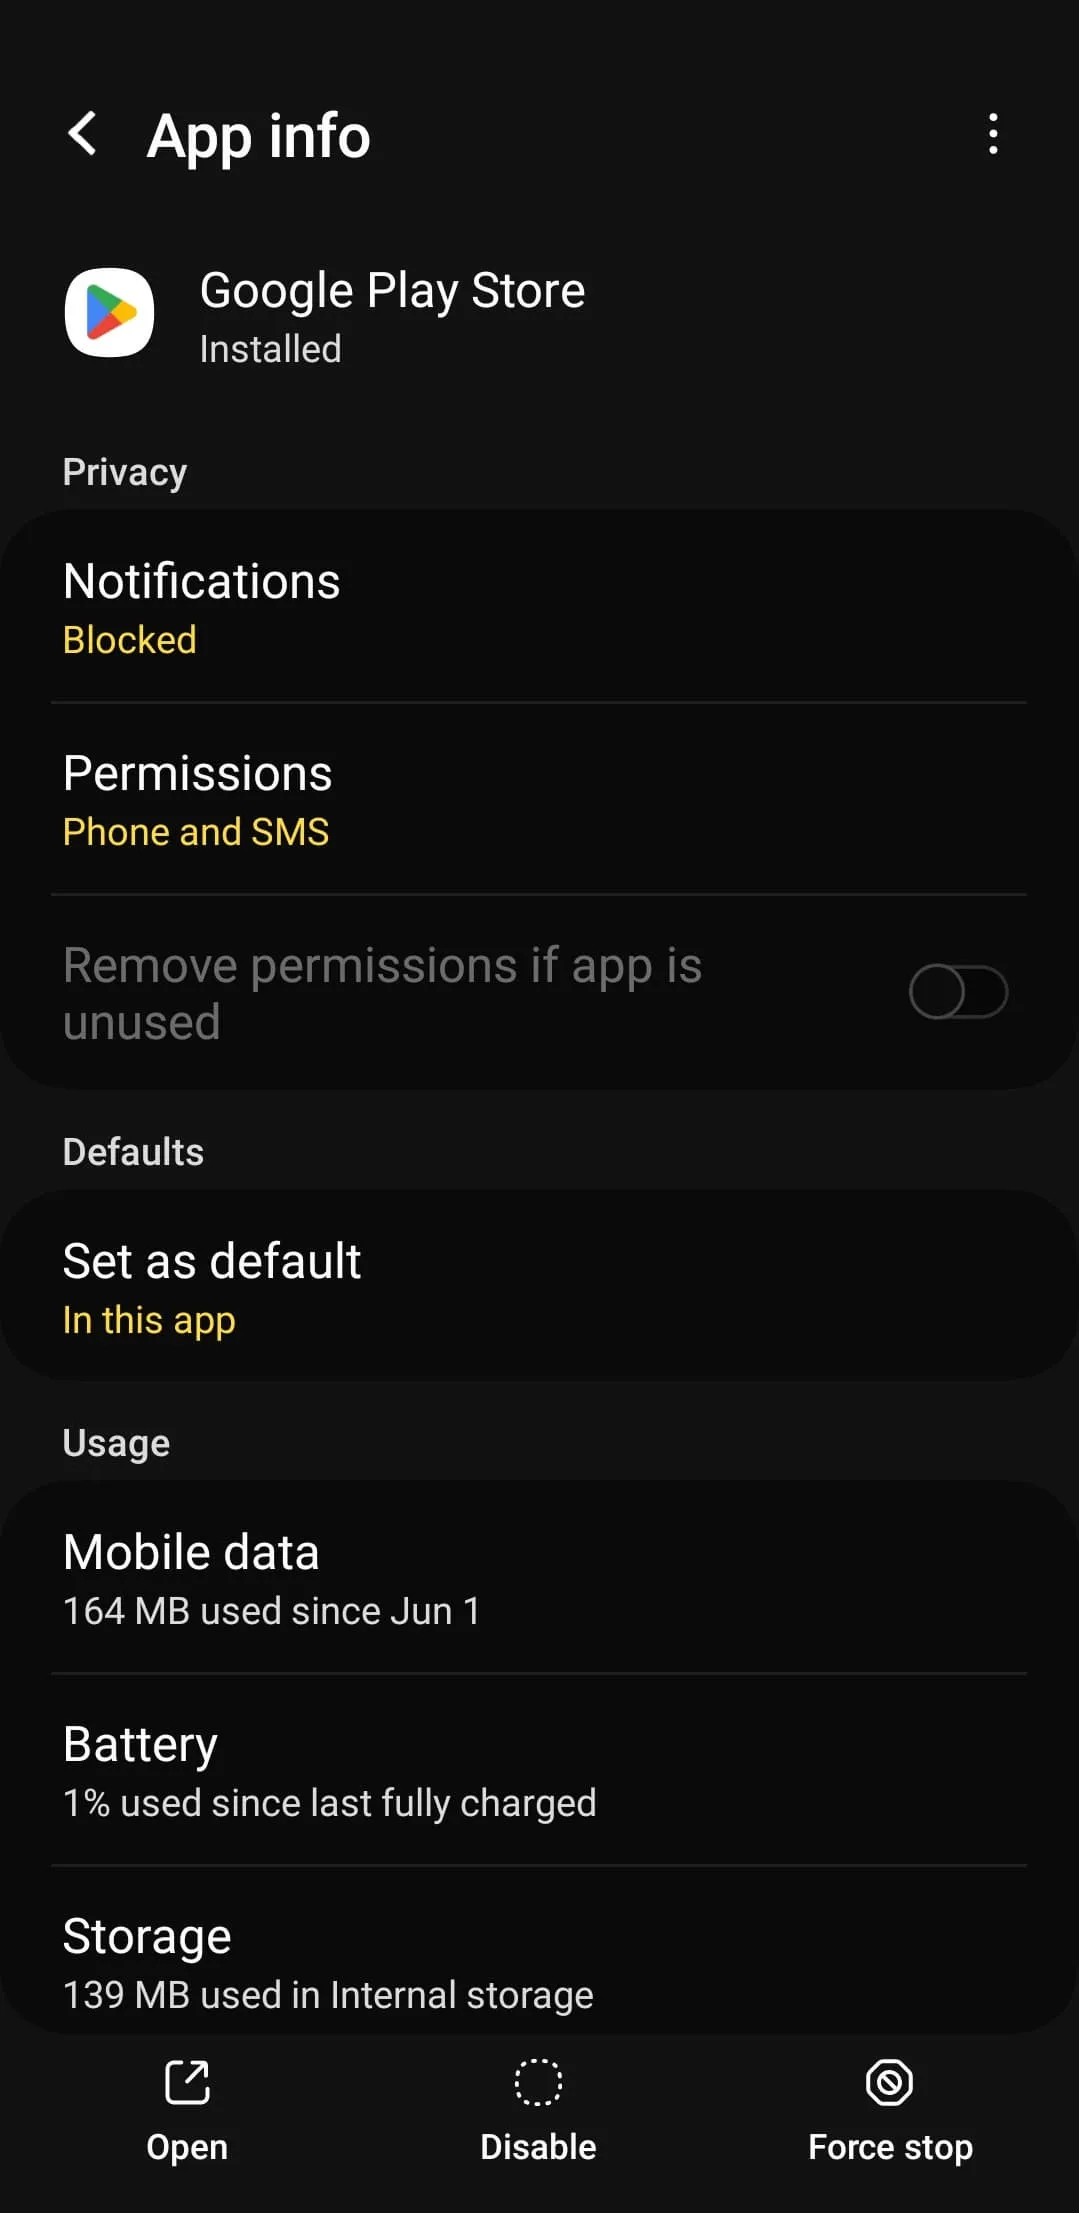 App info
Google Play Store
Installed
Privacy
Notifications
Blocked
Permissions
Phone and SMS
Remove permissions if app is
unused
Defaults
Set as default
In this app
Usage
Mobile data
164 MB used since Jun 1
Battery
1% used since last fully charged
Storage
139 MB used in Internal storage
Open
Disable
Force stop